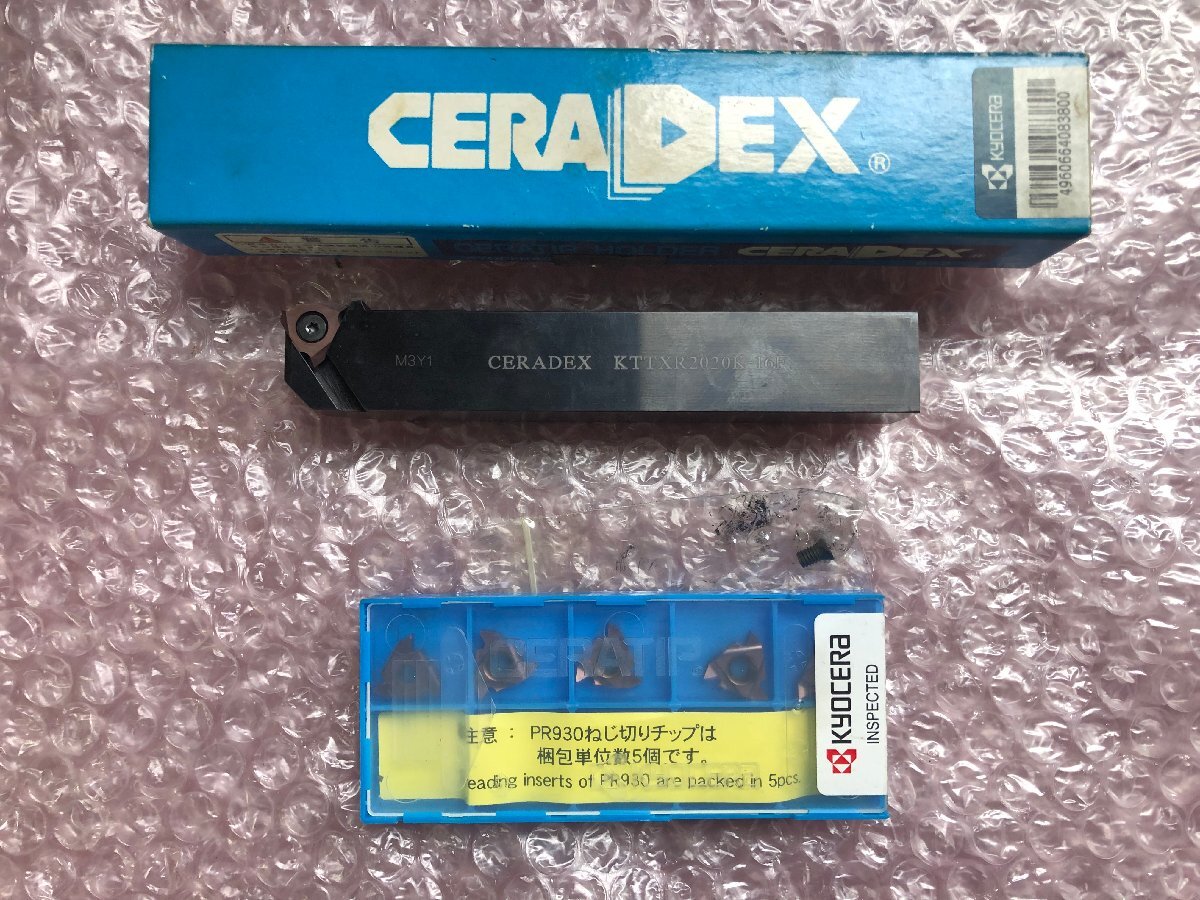 CERADEX®
KYOCERA
4960664083800
CERADEX
M3Y1 CERADEX KTTXR2020K-16F
CERATIP
注意 : PR930ねじ切りチップは
梱包単位数5個です。
eading inserts of PR930 are packed in 5pcs.
KYOCERA
INSPECTED